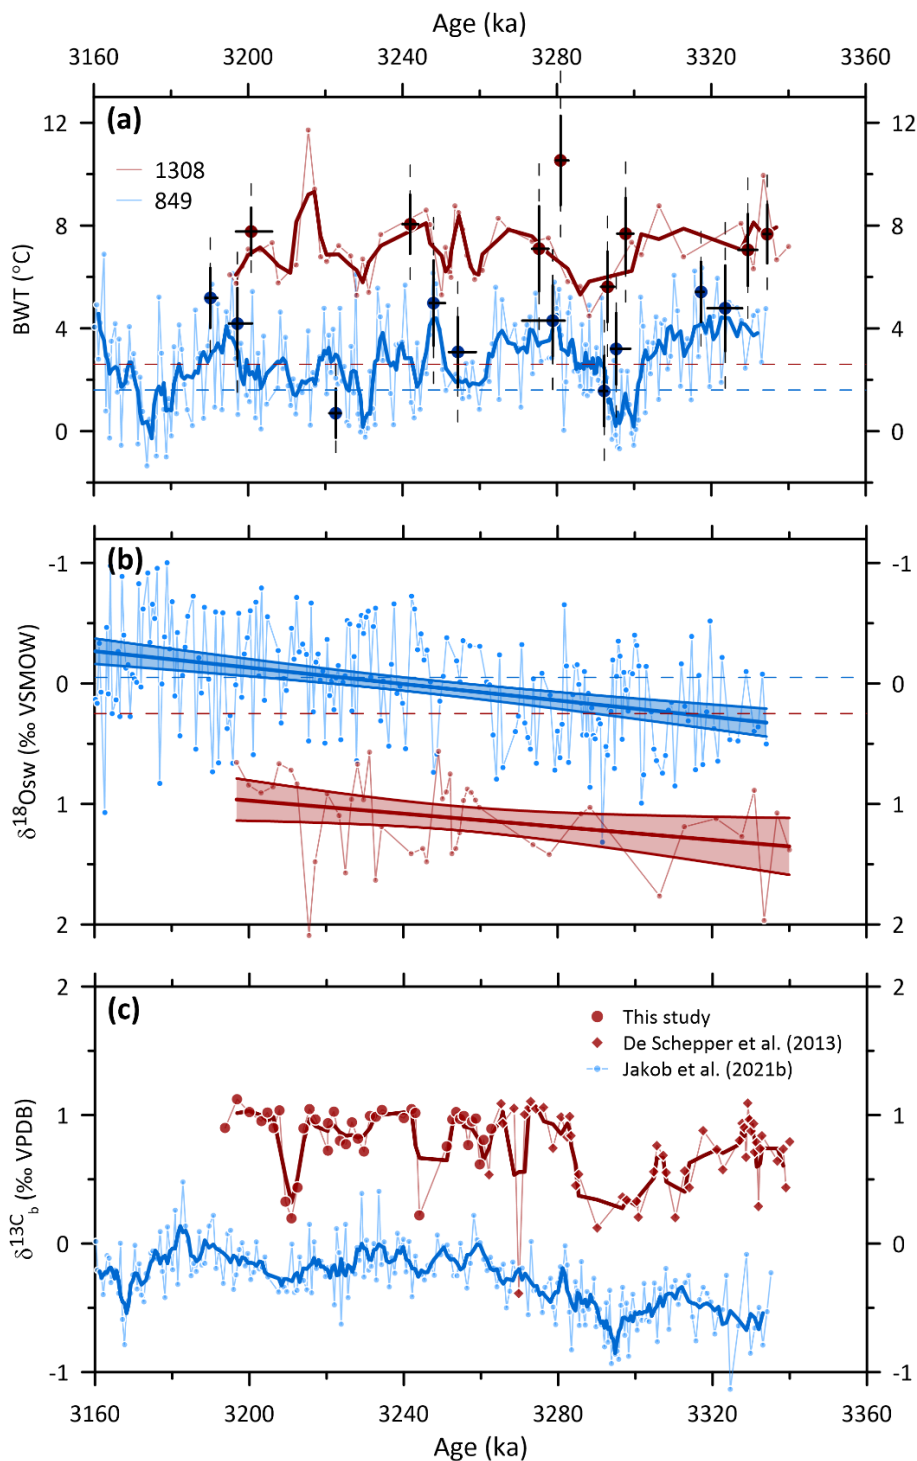 Age (ka)
3160 3200 3240 3280 3320 3360
(a)
12 12
1308
849
8 8
BWT (°C)
4 4
0 0
(b)
-1 -1
0 0
δ18Osw (‰ VSMOW)
1 1
2 2
(c)
2 2
This study
De Schepper et al. (2013)
Jakob et al. (2021b)
1 1
δ13Cb (‰ VPDB)
0 0
-1 -1
3160 3200 3240 3280 3320 3360
Age (ka)